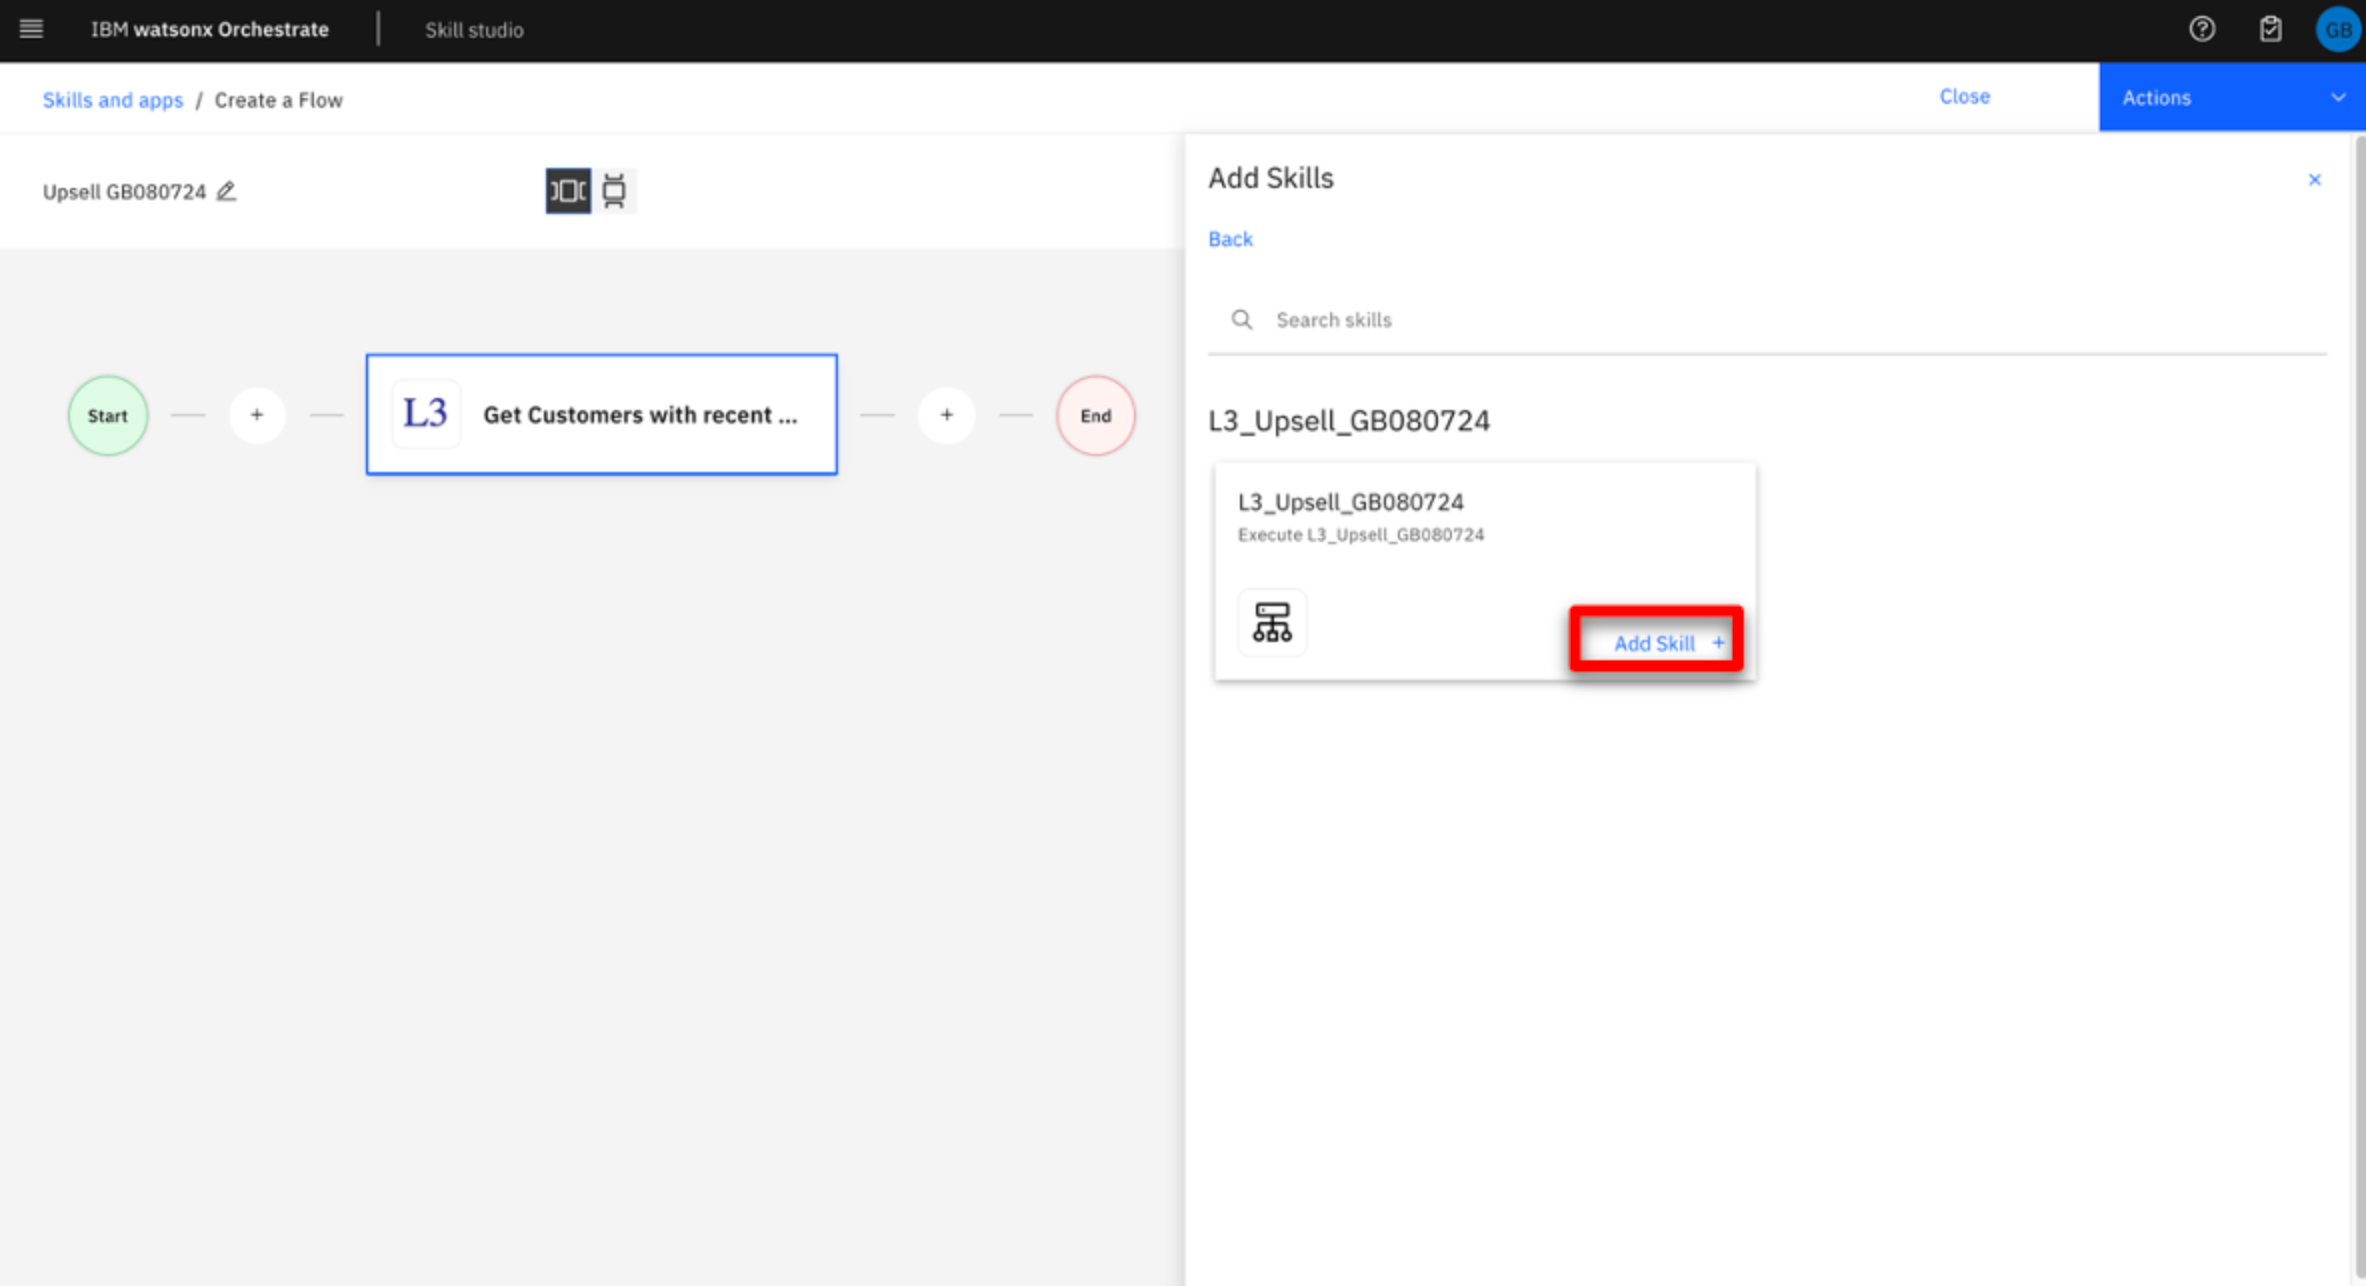 IBM watsonx Orchestrate
Skill studio
GB
Skills and apps / Create a Flow
Close
Actions
Upsell GB080724
Add Skills
Back
Search skills
Start
+
L3
Get Customers with recent ...
+
End
L3_Upsell_GB080724
L3_Upsell_GB080724
Execute L3_Upsell_GB080724
Add Skill +